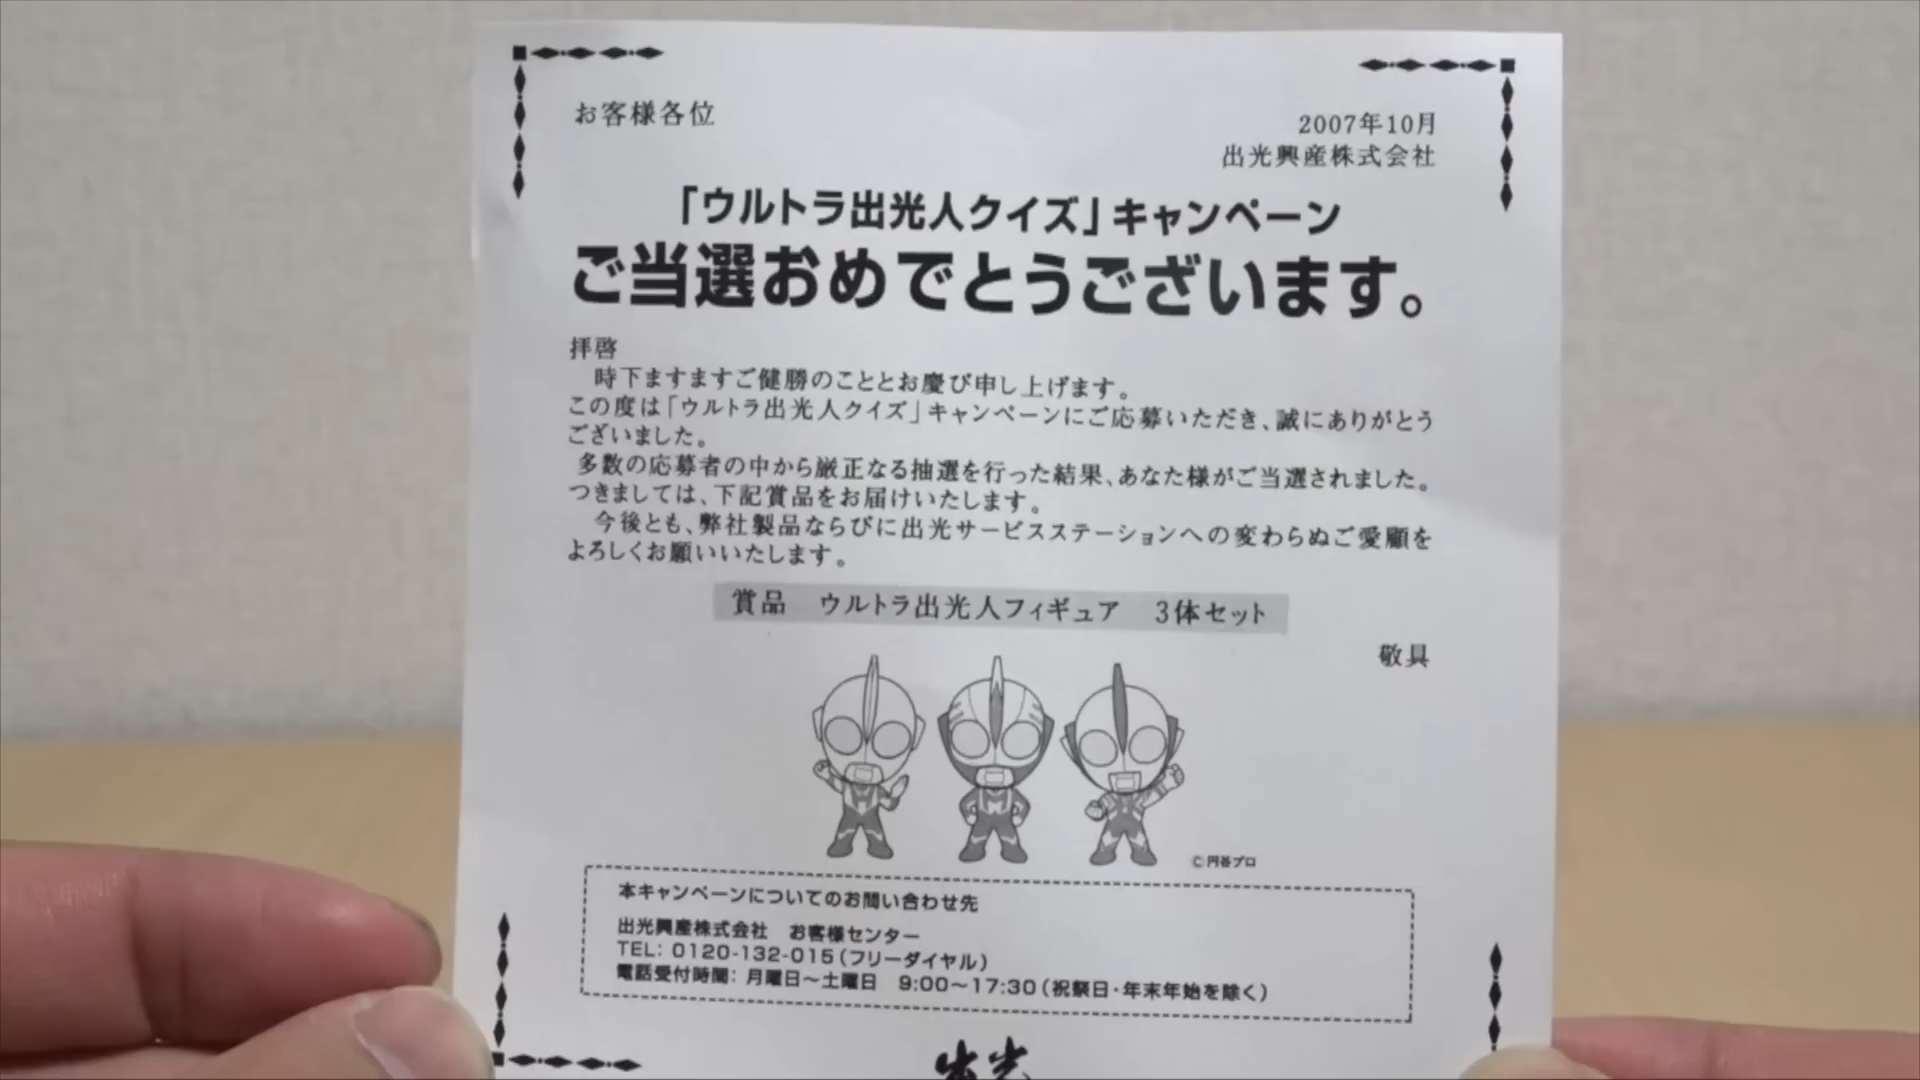 お客様各位
2007年10月
出光興産株式会社
「ウルトラ出光人クイズ」キャンペーン
ご当選おめでとうございます。
拝啓
時下ますますご健勝のこととお慶び申し上げます。
この度は「ウルトラ出光人クイズ」キャンペーンにご応募いただき、誠にありがとう
ございました。
多数の応募者の中から厳正なる抽選を行った結果、あなた様がご当選されました。
つきましては、下記賞品をお届けいたします。
今後とも、弊社製品ならびに出光サービスステーションへの変わらぬご愛顧を
よろしくお願いいたします。
賞品 ウルトラ出光人フィギュア 3体セット
敬具
©円谷プロ
本キャンペーンについてのお問い合わせ先
出光興産株式会社 お客様センター
TEL: 0120-132-015(フリーダイヤル)
電話受付時間: 月曜日～土曜日 9:00～17:30(祝祭日・年末年始を除く)
出光